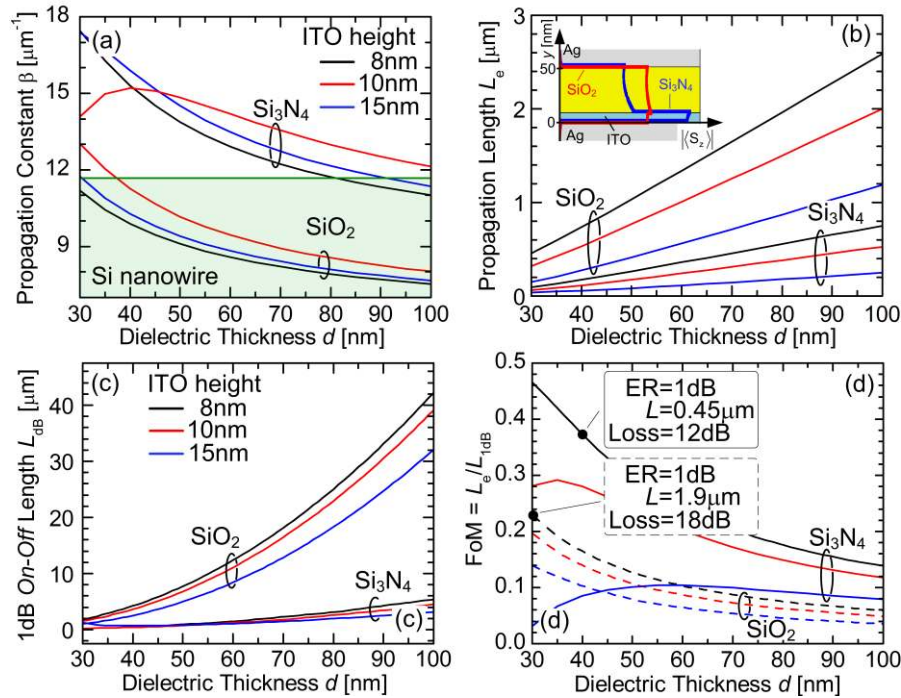 (a)
ITO height
8nm
10nm
15nm
Si₃N₄
SiO₂
Si nanowire
Propagation Constant β [μm⁻¹]
18
15
12
9
30 40 50 60 70 80 90 100
Dielectric Thickness d [nm]
(b)
y [nm]
Ag
50
SiO₂
Si₃N₄
0
ITO
Ag
|⟨S_z⟩|
SiO₂
Si₃N₄
Propagation Length L_e [μm]
3
2
1
0
30 40 50 60 70 80 90 100
Dielectric Thickness d [nm]
(c)
ITO height
8nm
10nm
15nm
SiO₂
Si₃N₄
(c)
1dB On-Off Length L_dB [μm]
40
30
20
10
0
30 40 50 60 70 80 90 100
Dielectric Thickness d [nm]
(d)
ER=1dB
L=0.45μm
Loss=12dB
ER=1dB
L=1.9μm
Loss=18dB
Si₃N₄
SiO₂
(d)
FoM = L_e/L_1dB
0.5
0.4
0.3
0.2
0.1
0.0
30 40 50 60 70 80 90 100
Dielectric Thickness d [nm]